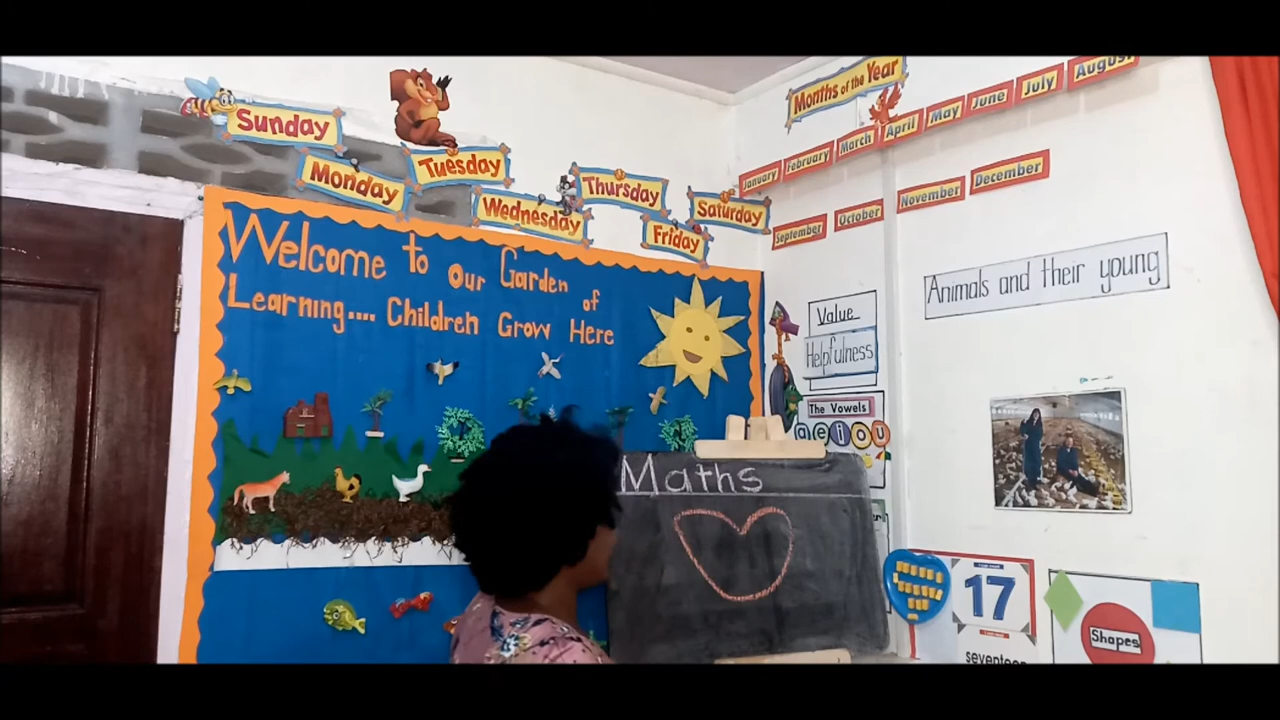 Sunday
Monday
Tuesday
Wednesday
Thursday
Friday
Saturday
Months of the Year
January
February
March
April
May
June
July
August
September
October
November
December
Welcome to Our Garden of
Learning.... Children Grow Here
Animals and their young
Value
Helpfulness
The Vowels
a e i o u
Maths
17
seventeen
Shapes